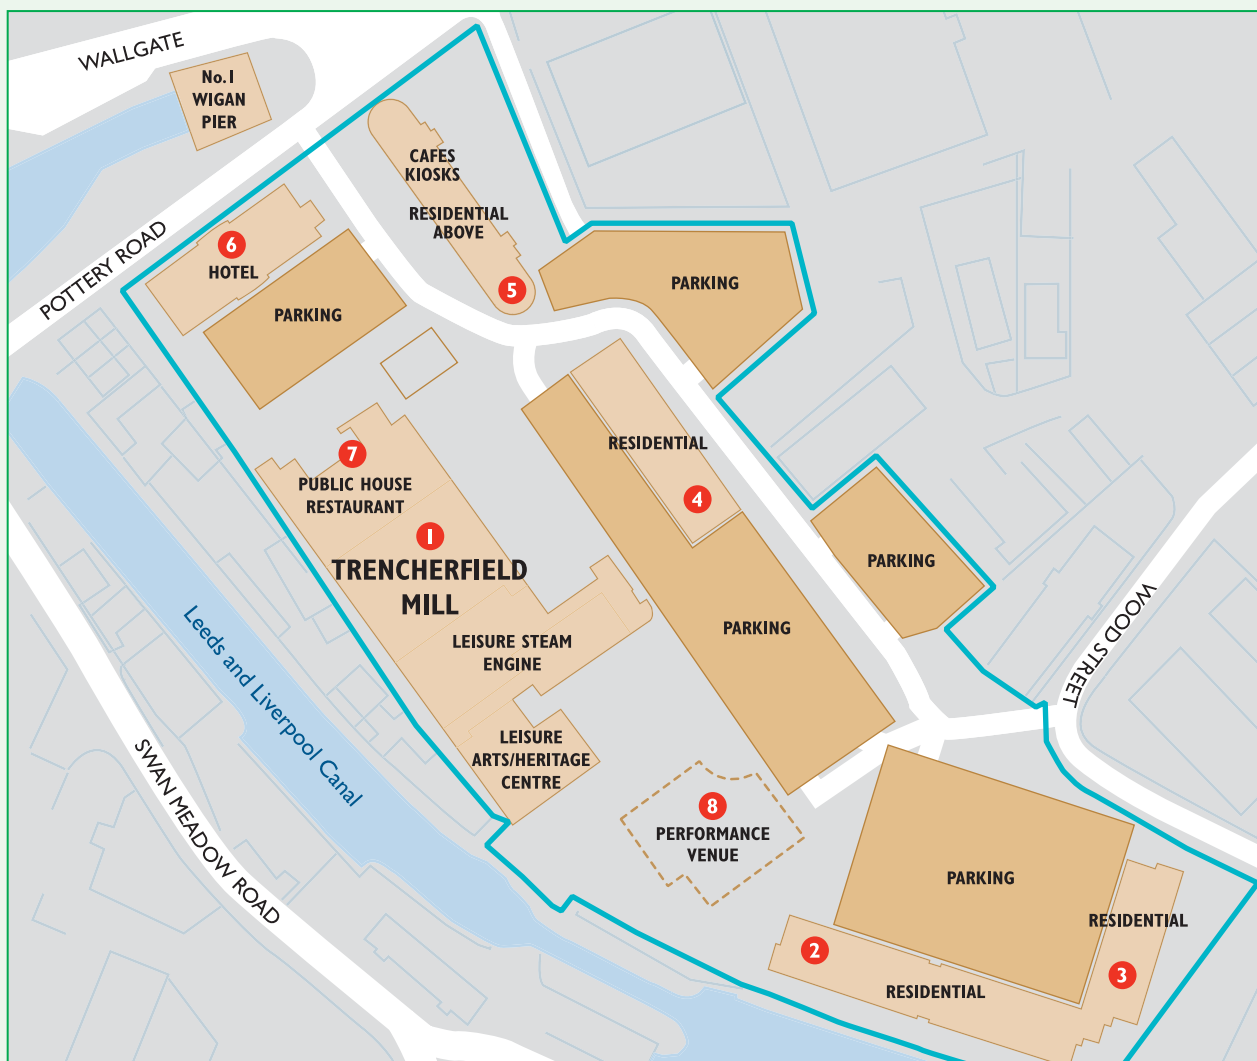 WALLGATE
No.1
WIGAN
PIER
CAFES
KIOSKS
RESIDENTIAL
ABOVE
5
POTTERY ROAD
6
HOTEL
PARKING
PARKING
RESIDENTIAL
4
7
PUBLIC HOUSE
RESTAURANT
1
TRENCHERFIELD
MILL
PARKING
PARKING
LEISURE STEAM
ENGINE
WOOD STREET
Leeds and Liverpool Canal
LEISURE
ARTS/HERITAGE
CENTRE
SWAN MEADOW ROAD
8
PERFORMANCE
VENUE
PARKING
RESIDENTIAL
3
2
RESIDENTIAL